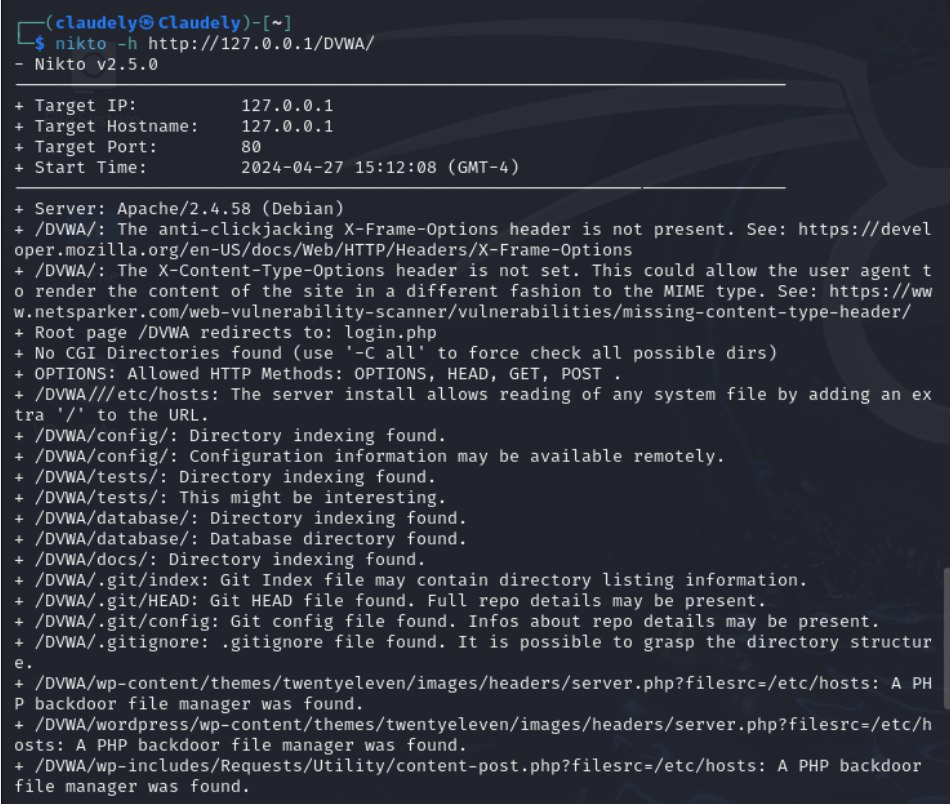 ┌──(claudely㉿Claudely)-[~]
└─$ nikto -h http://127.0.0.1/DVWA/
- Nikto v2.5.0
+ Target IP:          127.0.0.1
+ Target Hostname:    127.0.0.1
+ Target Port:        80
+ Start Time:         2024-04-27 15:12:08 (GMT-4)
+ Server: Apache/2.4.58 (Debian)
+ /DVWA/: The anti-clickjacking X-Frame-Options header is not present. See: https://devel
oper.mozilla.org/en-US/docs/Web/HTTP/Headers/X-Frame-Options
+ /DVWA/: The X-Content-Type-Options header is not set. This could allow the user agent t
o render the content of the site in a different fashion to the MIME type. See: https://ww
w.netsparker.com/web-vulnerability-scanner/vulnerabilities/missing-content-type-header/
+ Root page /DVWA redirects to: login.php
+ No CGI Directories found (use '-C all' to force check all possible dirs)
+ OPTIONS: Allowed HTTP Methods: OPTIONS, HEAD, GET, POST .
+ /DVWA///etc/hosts: The server install allows reading of any system file by adding an ex
tra '/' to the URL.
+ /DVWA/config/: Directory indexing found.
+ /DVWA/config/: Configuration information may be available remotely.
+ /DVWA/tests/: Directory indexing found.
+ /DVWA/tests/: This might be interesting.
+ /DVWA/database/: Directory indexing found.
+ /DVWA/database/: Database directory found.
+ /DVWA/docs/: Directory indexing found.
+ /DVWA/.git/index: Git Index file may contain directory listing information.
+ /DVWA/.git/HEAD: Git HEAD file found. Full repo details may be present.
+ /DVWA/.git/config: Git config file found. Infos about repo details may be present.
+ /DVWA/.gitignore: .gitignore file found. It is possible to grasp the directory structur
e.
+ /DVWA/wp-content/themes/twentyeleven/images/headers/server.php?filesrc=/etc/hosts: A PH
P backdoor file manager was found.
+ /DVWA/wordpress/wp-content/themes/twentyeleven/images/headers/server.php?filesrc=/etc/h
osts: A PHP backdoor file manager was found.
+ /DVWA/wp-includes/Requests/Utility/content-post.php?filesrc=/etc/hosts: A PHP backdoor
file manager was found.